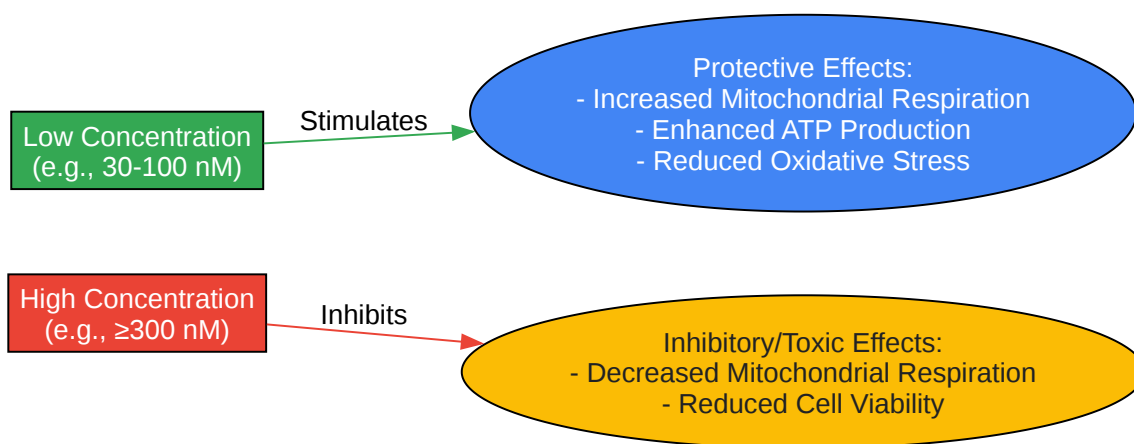 Low Concentration
(e.g., 30-100 nM)
Stimulates
Protective Effects:
- Increased Mitochondrial Respiration
- Enhanced ATP Production
- Reduced Oxidative Stress
High Concentration
(e.g., ≥300 nM)
Inhibits
Inhibitory/Toxic Effects:
- Decreased Mitochondrial Respiration
- Reduced Cell Viability